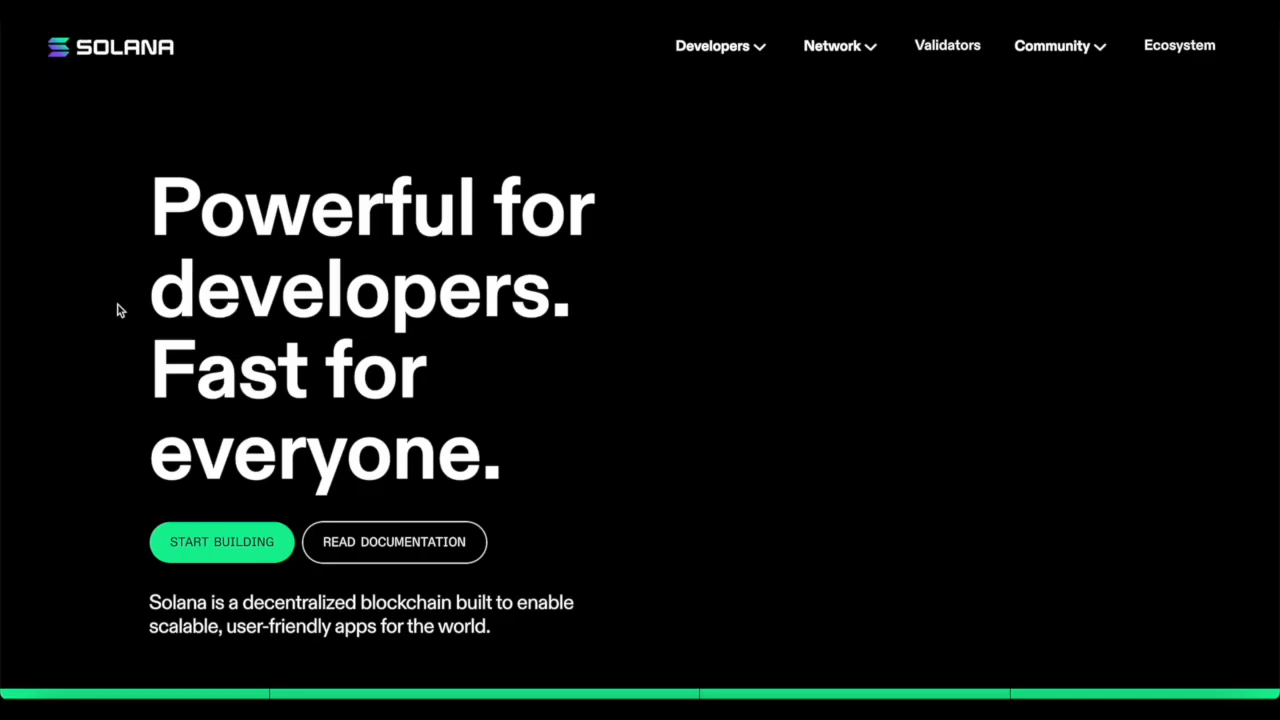 SOLANA
Developers
Network
Validators
Community
Ecosystem
Powerful for
developers.
Fast for
everyone.
START BUILDING
READ DOCUMENTATION
Solana is a decentralized blockchain built to enable
scalable, user-friendly apps for the world.